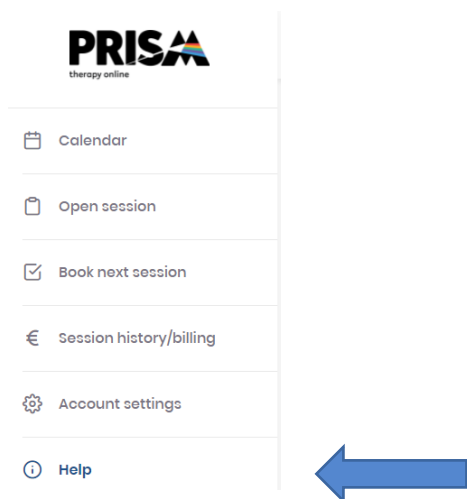 PRISM
therapy online
Calendar
Open session
Book next session
€ Session history/billing
Account settings
Help